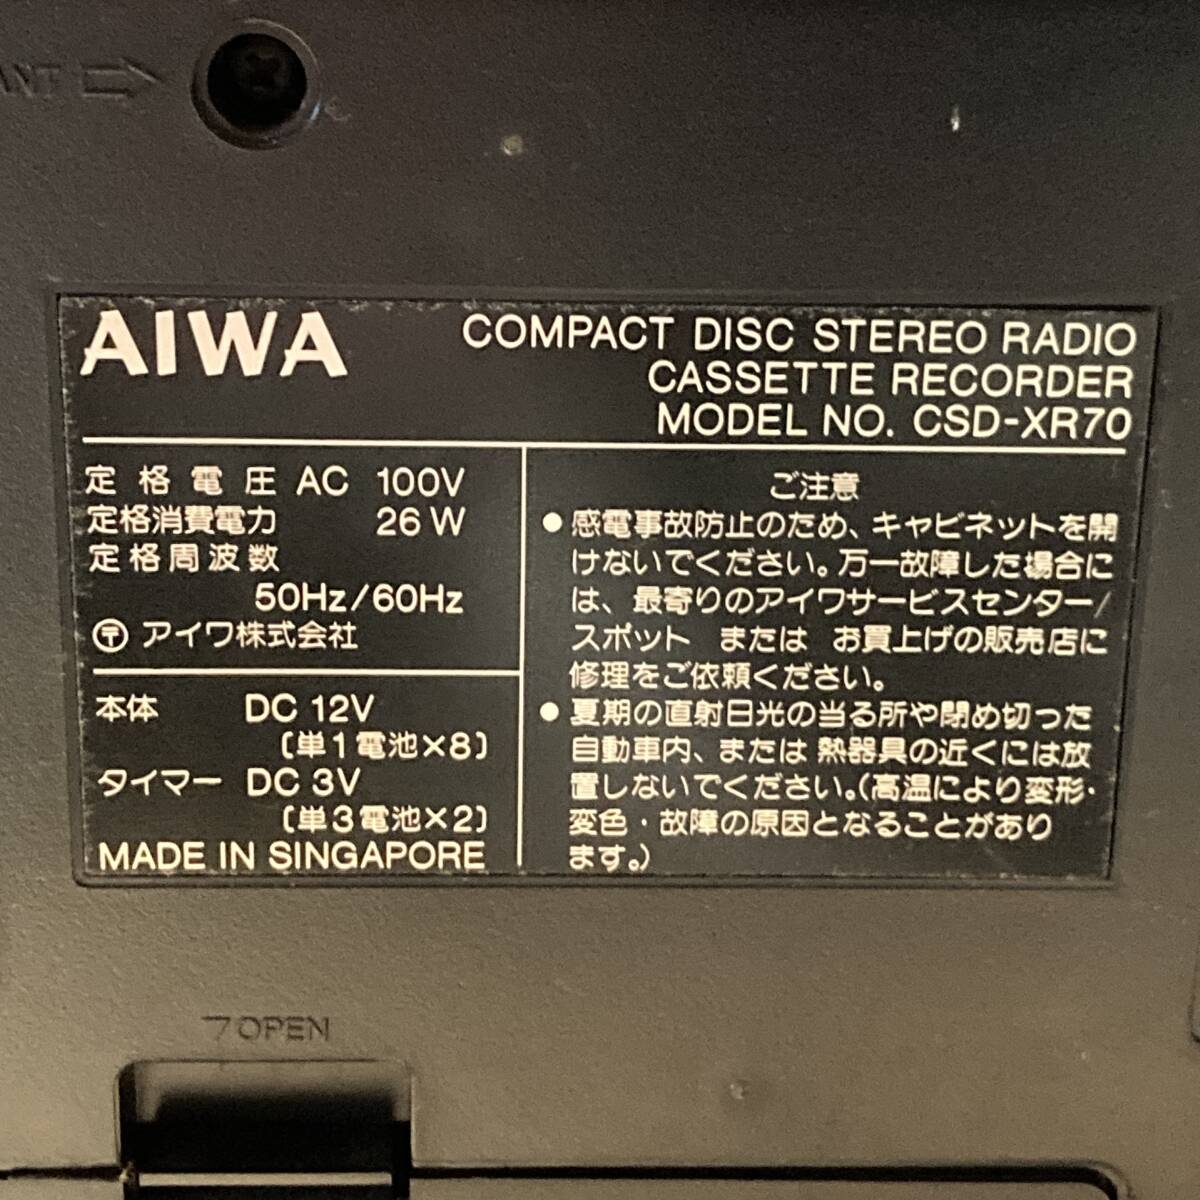 ANT
AIWA
COMPACT DISC STEREO RADIO
CASSETTE RECORDER
MODEL NO. CSD-XR70
定格電圧 AC 100V
定格消費電力 26W
定格周波数
50Hz/60Hz
〶 アイワ株式会社
本体 DC 12V
〔単1電池×8〕
タイマー DC 3V
〔単3電池×2〕
MADE IN SINGAPORE
ご注意
●感電事故防止のため、キャビネットを開
けないでください。万一故障した場合に
は、最寄りのアイワサービスセンター/
スポット または お買上げの販売店に
修理をご依頼ください。
●夏期の直射日光の当る所や閉め切った
自動車内、または熱器具の近くには放
置しないでください。(高温により変形・
変色・故障の原因となることがあり
ます。)
OPEN